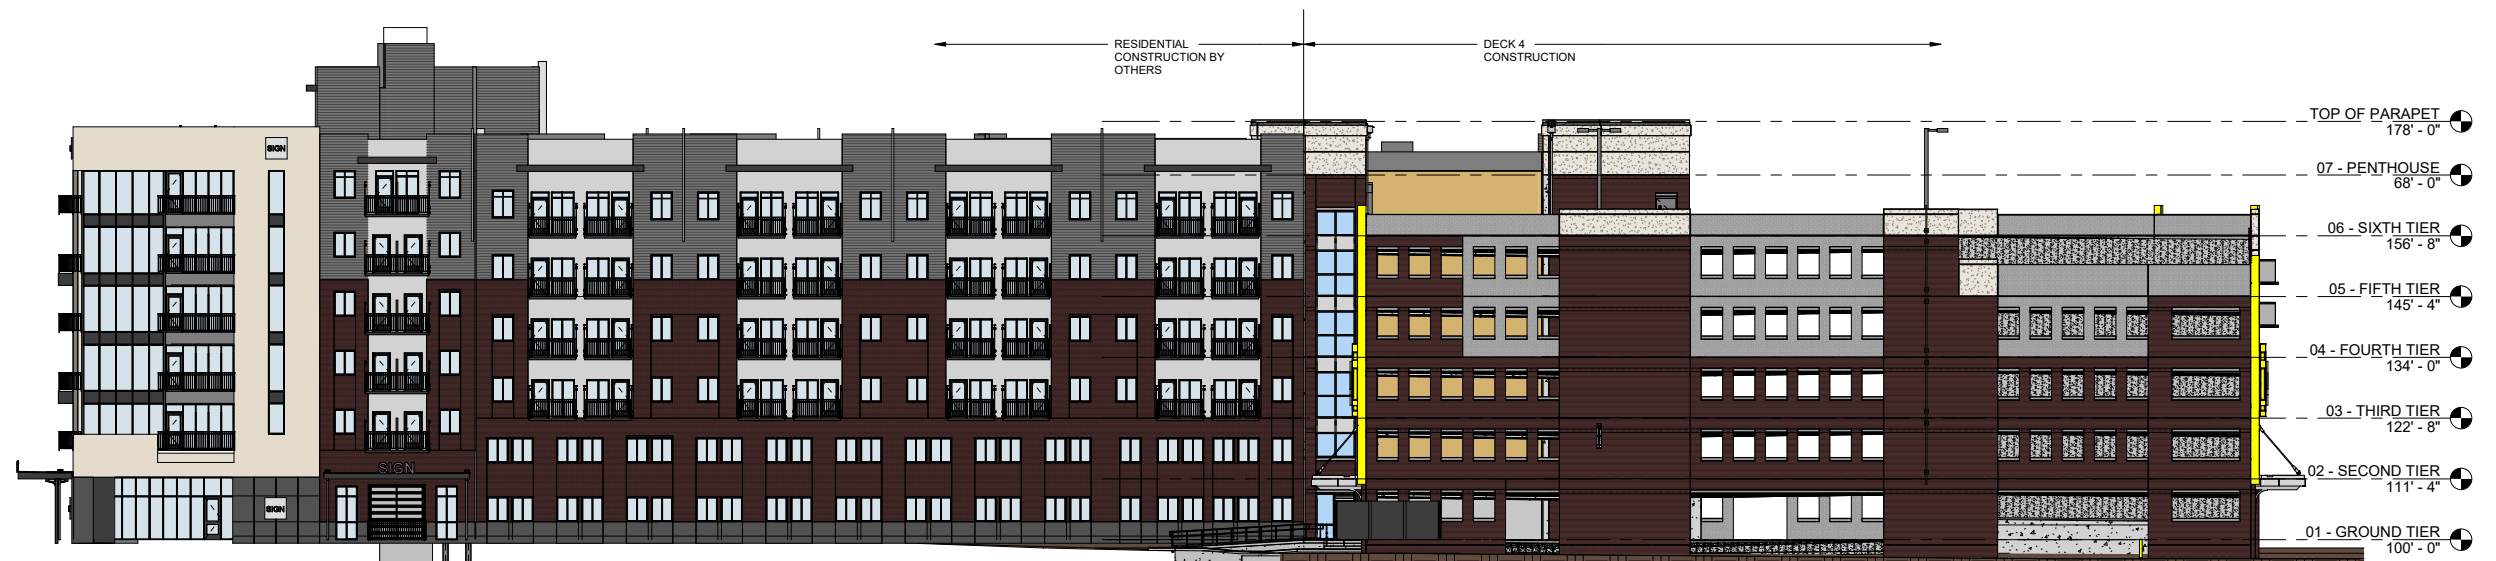 RESIDENTIAL
CONSTRUCTION BY
OTHERS
DECK 4
CONSTRUCTION
TOP OF PARAPET
178' - 0"
07 - PENTHOUSE
68' - 0"
06 - SIXTH TIER
156' - 8"
05 - FIFTH TIER
145' - 4"
04 - FOURTH TIER
134' - 0"
03 - THIRD TIER
122' - 8"
02 - SECOND TIER
111' - 4"
01 - GROUND TIER
100' - 0"
SIGN
SIGN
SIGN